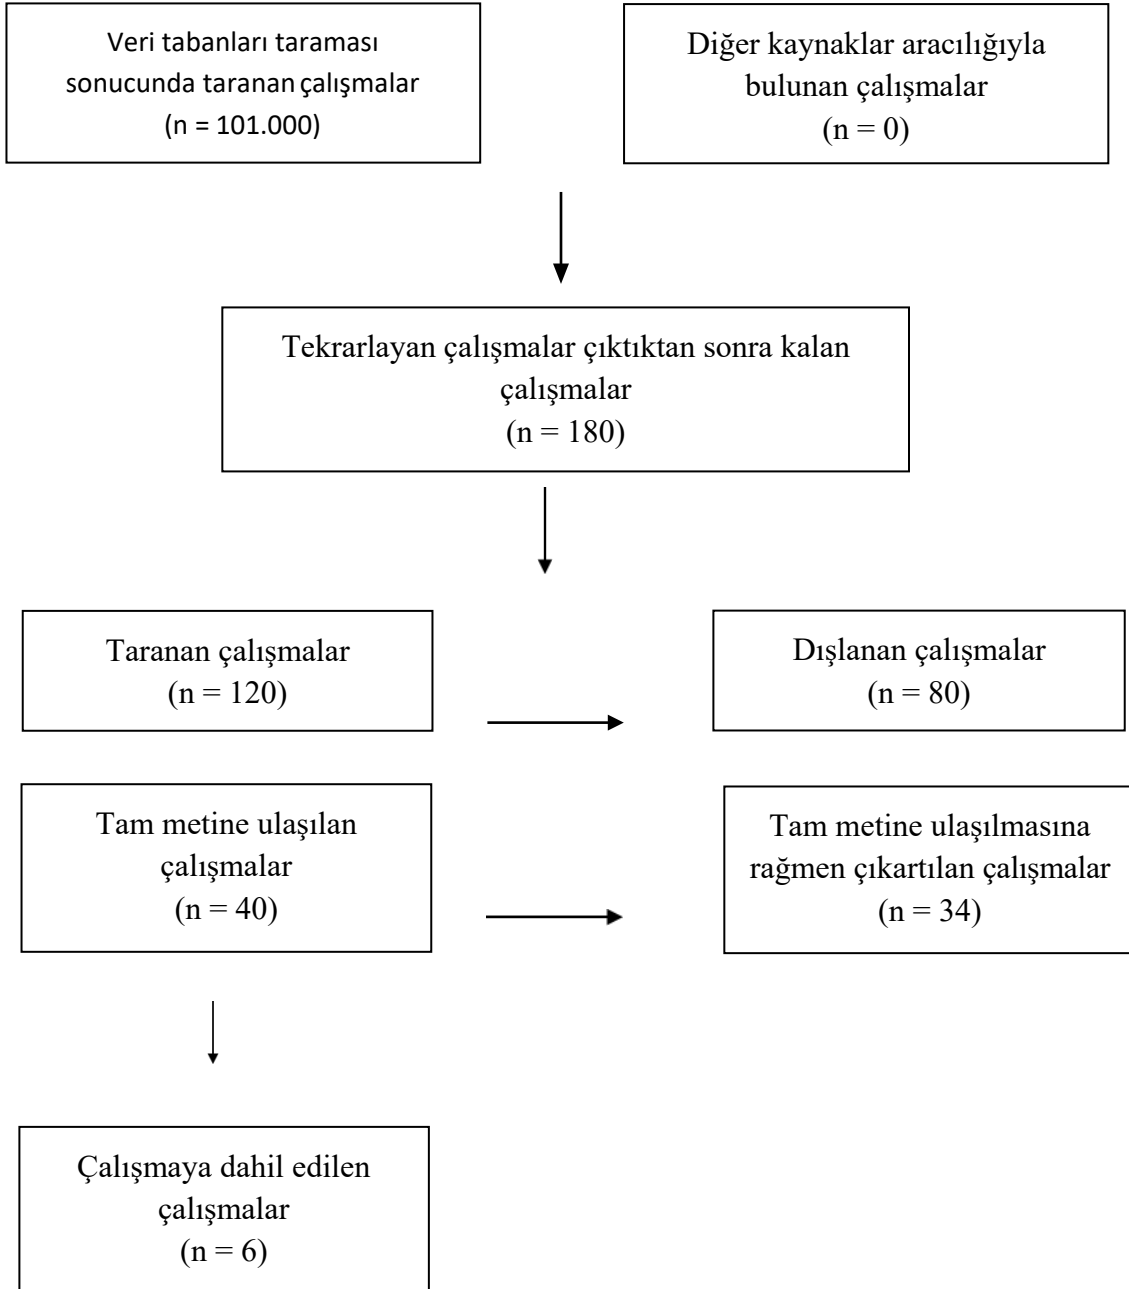 Veri tabanları taraması
sonucunda taranan çalışmalar
(n = 101.000)
Diğer kaynaklar aracılığıyla
bulunan çalışmalar
(n = 0)
Tekrarlayan çalışmalar çıktıktan sonra kalan
çalışmalar
(n = 180)
Taranan çalışmalar
(n = 120)
Dışlanan çalışmalar
(n = 80)
Tam metine ulaşılan
çalışmalar
(n = 40)
Tam metine ulaşılmasına
rağmen çıkartılan çalışmalar
(n = 34)
Çalışmaya dahil edilen
çalışmalar
(n = 6)